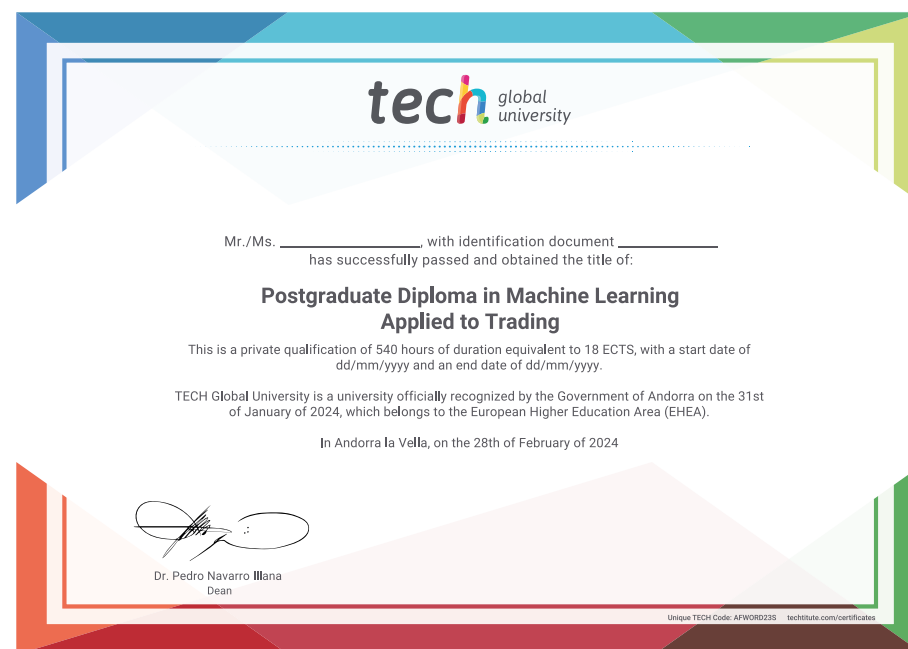 tech global university
Mr./Ms. ____________________, with identification document ______________
has successfully passed and obtained the title of:
Postgraduate Diploma in Machine Learning
Applied to Trading
This is a private qualification of 540 hours of duration equivalent to 18 ECTS, with a start date of
dd/mm/yyyy and an end date of dd/mm/yyyy.
TECH Global University is a university officially recognized by the Government of Andorra on the 31st
of January of 2024, which belongs to the European Higher Education Area (EHEA).
In Andorra la Vella, on the 28th of February of 2024
Dr. Pedro Navarro Illana
Dean
Unique TECH Code: AFWORD23S techtitute.com/certificates